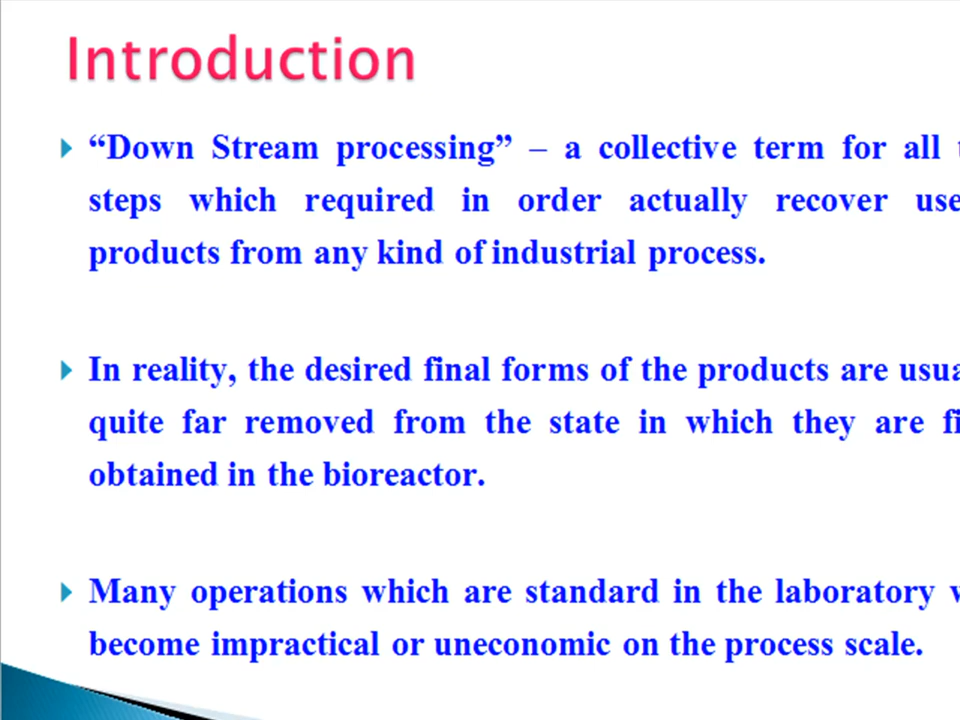 Introduction
“Down Stream processing” – a collective term for all
steps which required in order actually recover
products from any kind of industrial process.
In reality, the desired final forms of the products are
quite far removed from the state in which they are
obtained in the bioreactor.
Many operations which are standard in the laboratory
become impractical or uneconomic on the process scale.